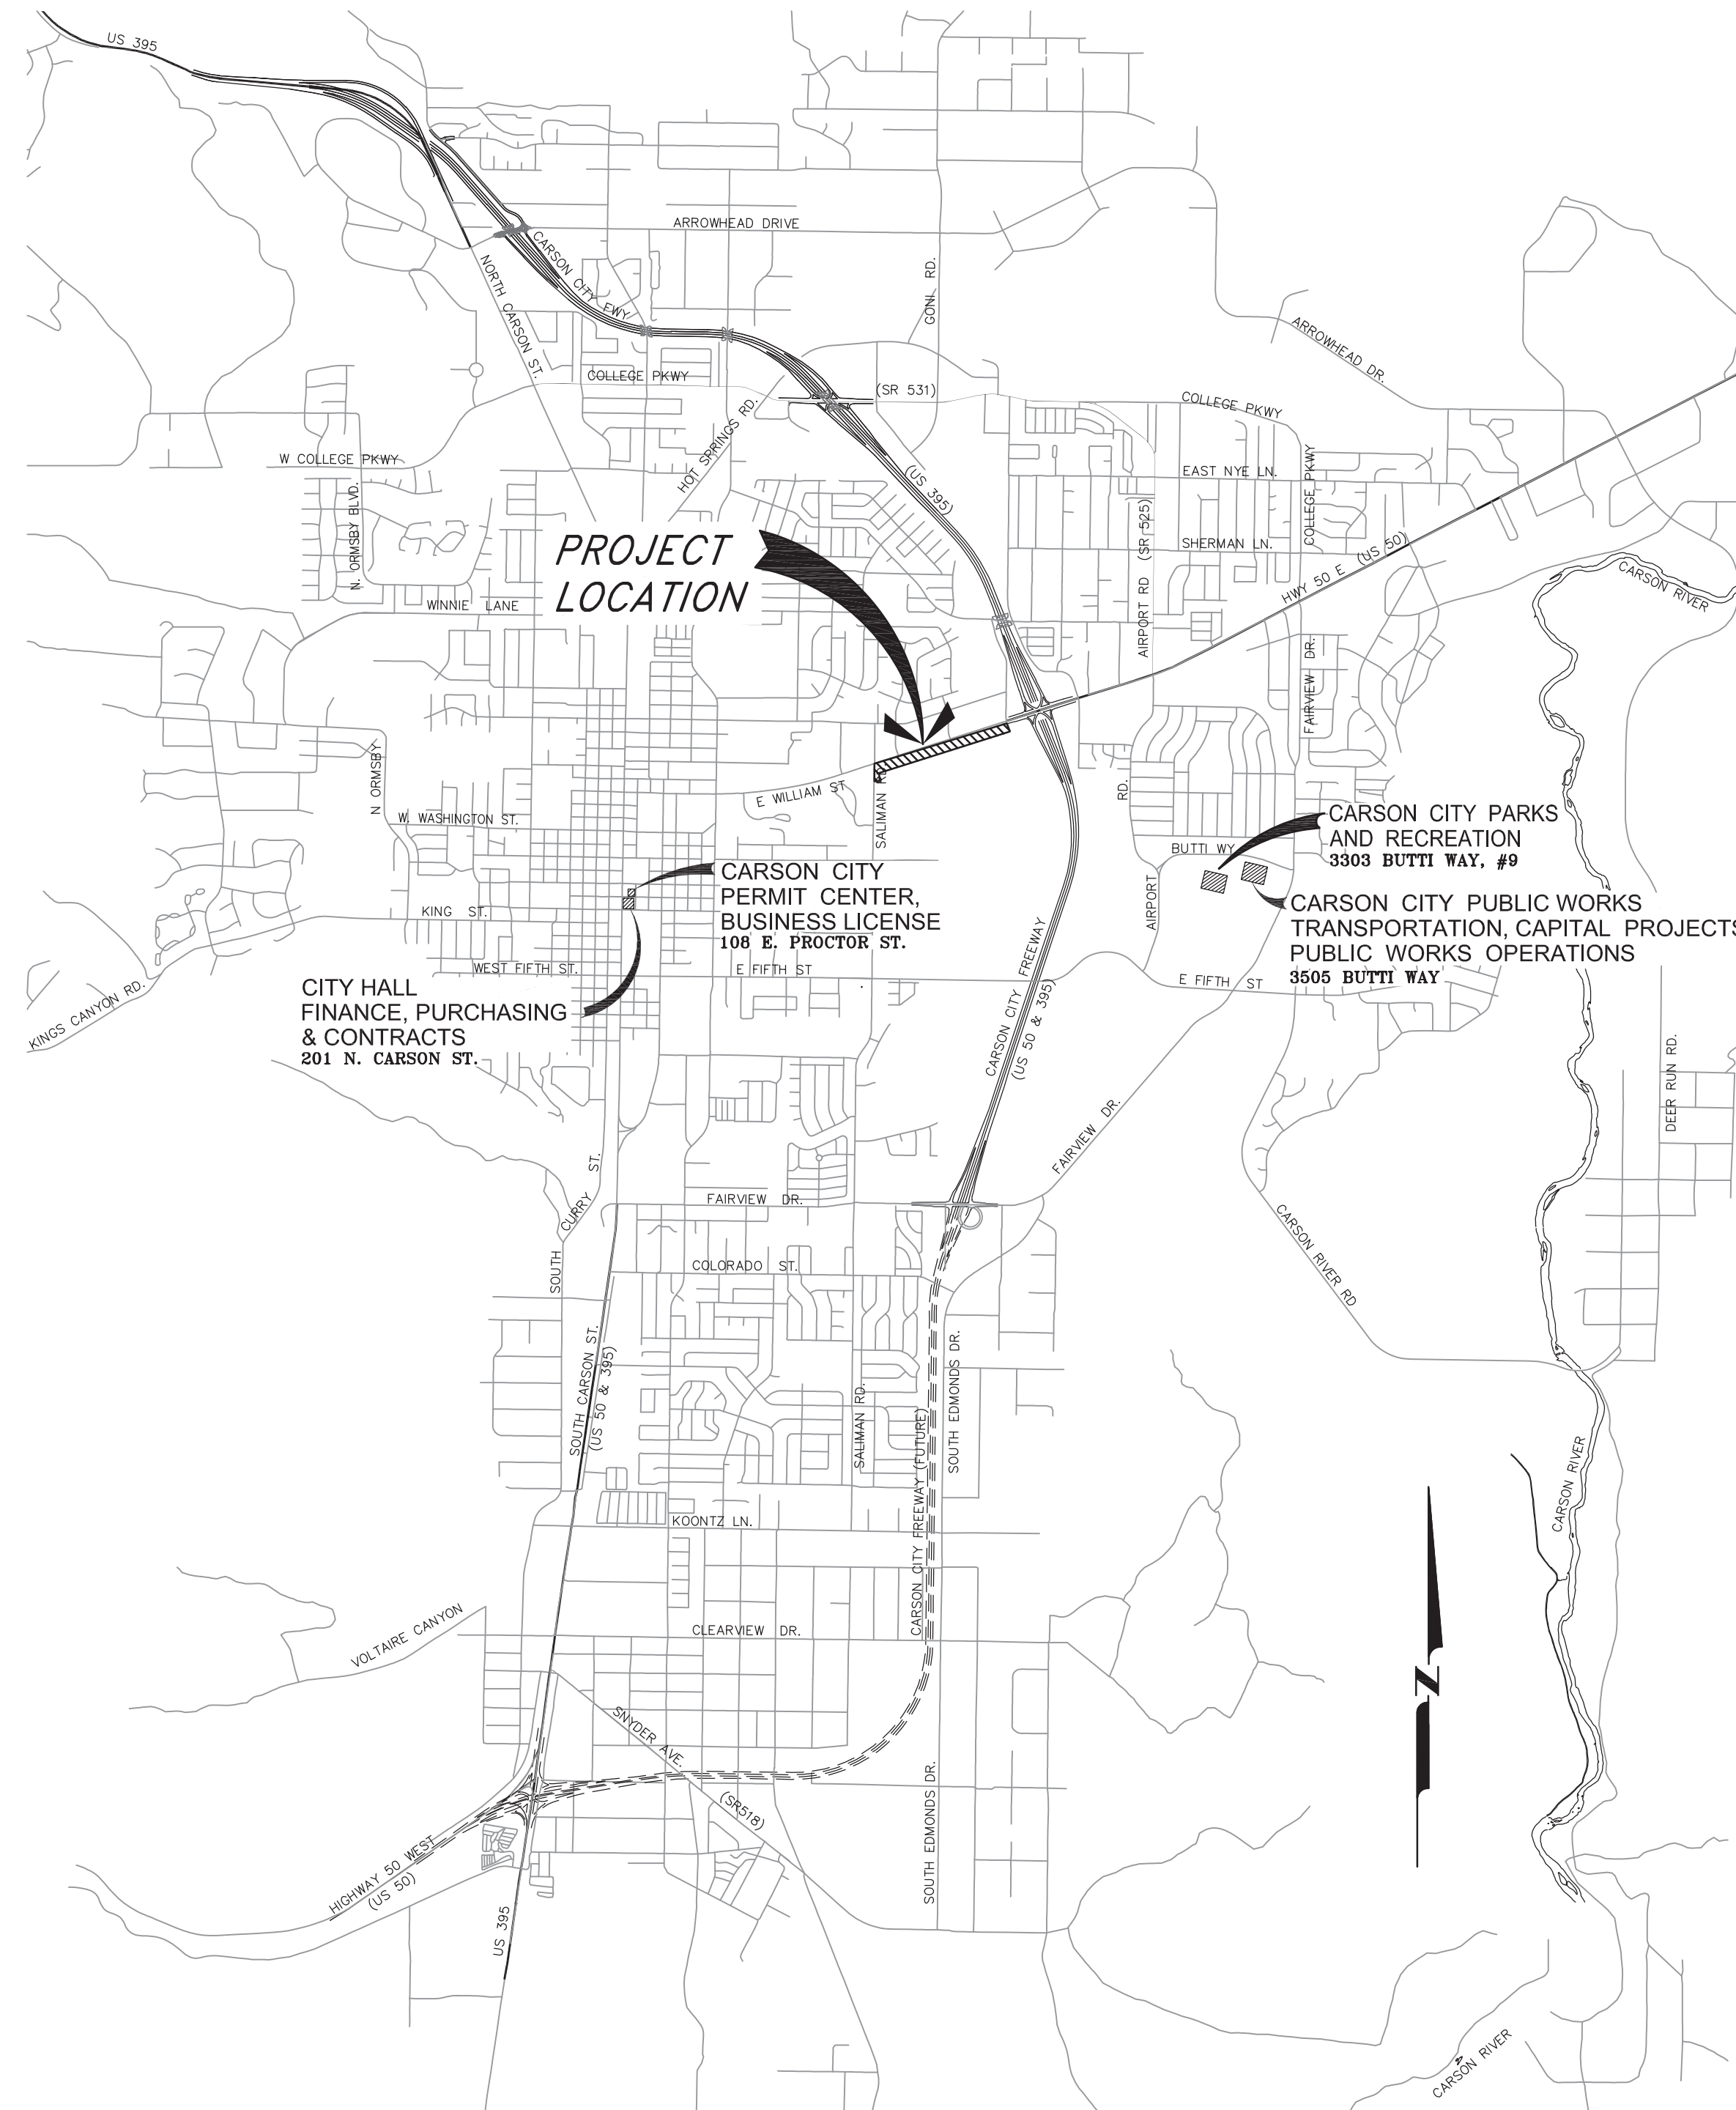 US 395
ARROWHEAD DRIVE
CARSON CITY FWY
NORTH CARSON ST.
GONI RD.
ARROWHEAD DR.
COLLEGE PKWY
(SR 531)
COLLEGE PKWY
HOT SPRINGS RD.
W COLLEGE PKWY
N. ORMSBY BLVD.
(US 395)
EAST NYE LN.
COLLEGE PKWY
AIRPORT RD (SR 525)
SHERMAN LN.
HWY 50 E (US 50)
CARSON RIVER
PROJECT
LOCATION
WINNIE LANE
FAIRVIEW DR.
N ORMSBY
E WILLIAM ST
SALIMAN RD.
AIRPORT RD.
W. WASHINGTON ST.
BUTTI WY
CARSON CITY PARKS
AND RECREATION
3303 BUTTI WAY, #9
CARSON CITY
PERMIT CENTER,
BUSINESS LICENSE
108 E. PROCTOR ST.
CARSON CITY PUBLIC WORKS
TRANSPORTATION, CAPITAL PROJECTS
PUBLIC WORKS OPERATIONS
3505 BUTTI WAY
KING ST.
WEST FIFTH ST.
E FIFTH ST
E FIFTH ST
CITY HALL
FINANCE, PURCHASING
& CONTRACTS
201 N. CARSON ST.
KINGS CANYON RD.
CARSON CITY FREEWAY
(US 50 & 395)
DEER RUN RD.
FAIRVIEW DR.
SOUTH CURRY ST.
FAIRVIEW DR.
CARSON RIVER RD
COLORADO ST.
SOUTH CARSON ST.
(US 50 & 395)
SALIMAN RD.
CARSON CITY FREEWAY (FUTURE)
SOUTH EDMONDS DR.
CARSON RIVER
KOONTZ LN.
VOLTAIRE CANYON
CLEARVIEW DR.
N
SNYDER AVE.
(SR518)
SOUTH EDMONDS DR.
HIGHWAY 50 WEST
(US 50)
US 395
CARSON RIVER